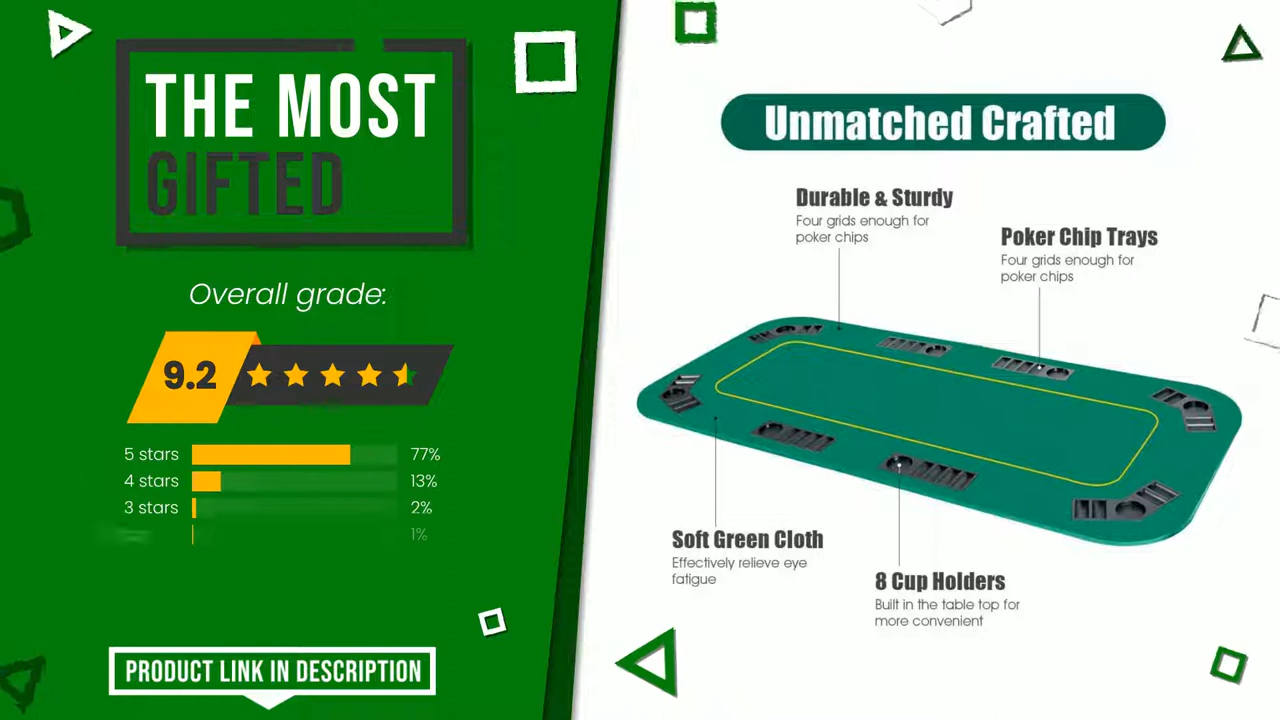 THE MOST
GIFTED
Overall grade:
9.2
5 stars 77%
4 stars 13%
3 stars 2%
1%
PRODUCT LINK IN DESCRIPTION
Unmatched Crafted
Durable & Sturdy
Four grids enough for
poker chips
Poker Chip Trays
Four grids enough for
poker chips
Soft Green Cloth
Effectively relieve eye
fatigue
8 Cup Holders
Built in the table top for
more convenient